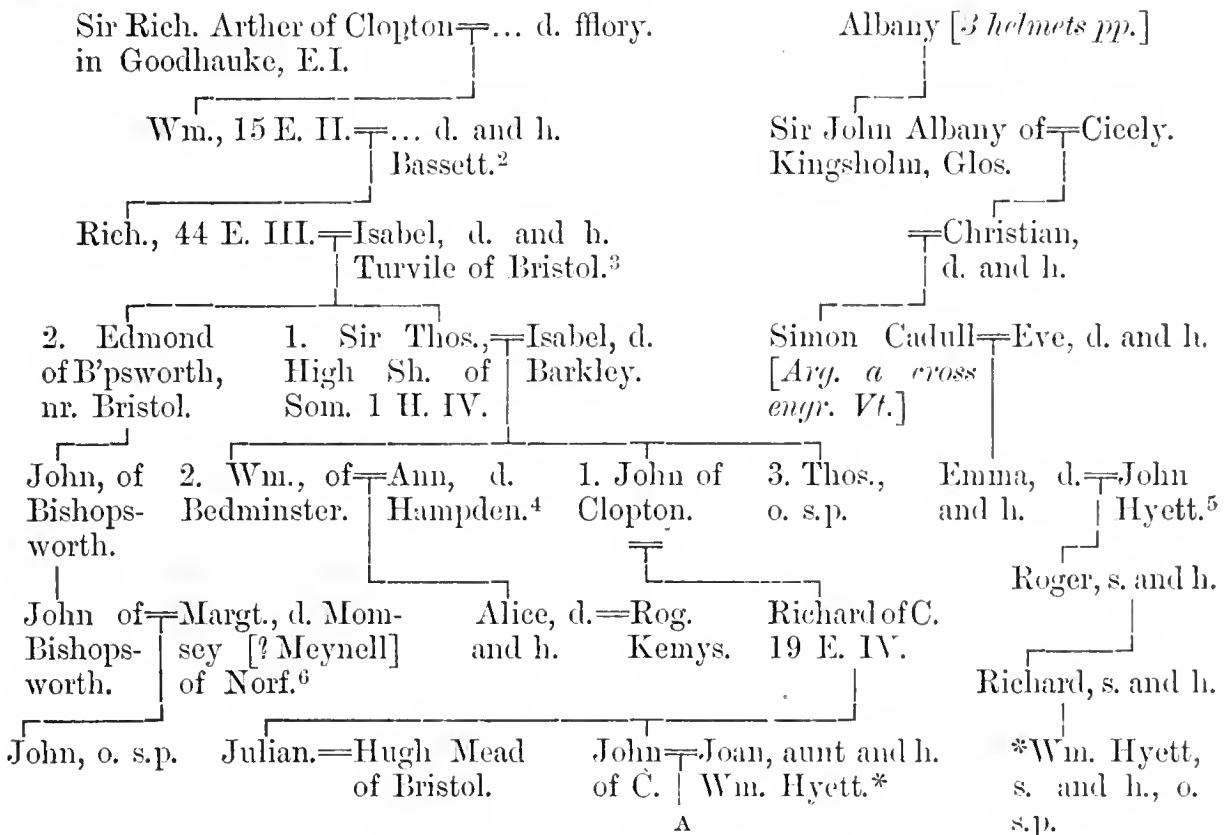 Sir Rich. Arther of Clopton=... d. fflory.
in Goodhauke, E.I.
Albany [3 helmets pp.]
Wm., 15 E. II.=... d. and h.
Bassett.²
Sir John Albany of=Cicely.
Kingsholm, Glos.
Rich., 44 E. III.=Isabel, d. and h.
Turvile of Bristol.³
=Christian,
d. and h.
2. Edmond
of B'psworth,
nr. Bristol.
1. Sir Thos.,=Isabel, d.
High Sh. of Barkley.
Som. 1 H. IV.
Simon Cadull=Eve, d. and h.
[Arg. a cross
engr. Vt.]
John, of
Bishops-
worth.
2. Wm., of=Ann, d.
Bedminster. Hampden.⁴
1. John of
Clopton.
=
3. Thos.,
o. s.p.
Emma, d.=John
and h. Hyett.⁵
Roger, s. and h.
John of=Margt., d. Mom-
Bishops- sey [? Meynell]
worth. of Norf.⁶
Alice, d.=Rog.
and h. Kemys.
Richard of C.
19 E. IV.
Richard, s. and h.
John, o. s.p.
Julian.=Hugh Mead
of Bristol.
John=Joan, aunt and h.
of C. Wm. Hyett.*
A
*Wm. Hyett,
s. and h., o.
s.p.